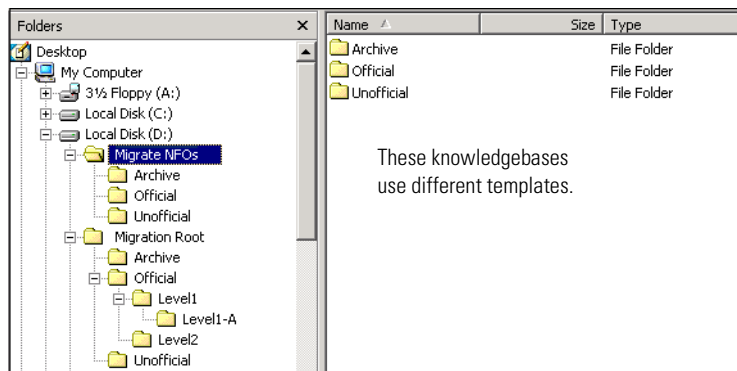 Folders
Desktop
My Computer
3½ Floppy (A:)
Local Disk (C:)
Local Disk (D:)
Migrate NFOs
Archive
Official
Unofficial
Migration Root
Archive
Official
Level1
Level1-A
Level2
Unofficial
Name Size Type
Archive File Folder
Official File Folder
Unofficial File Folder
These knowledgebases
use different templates.